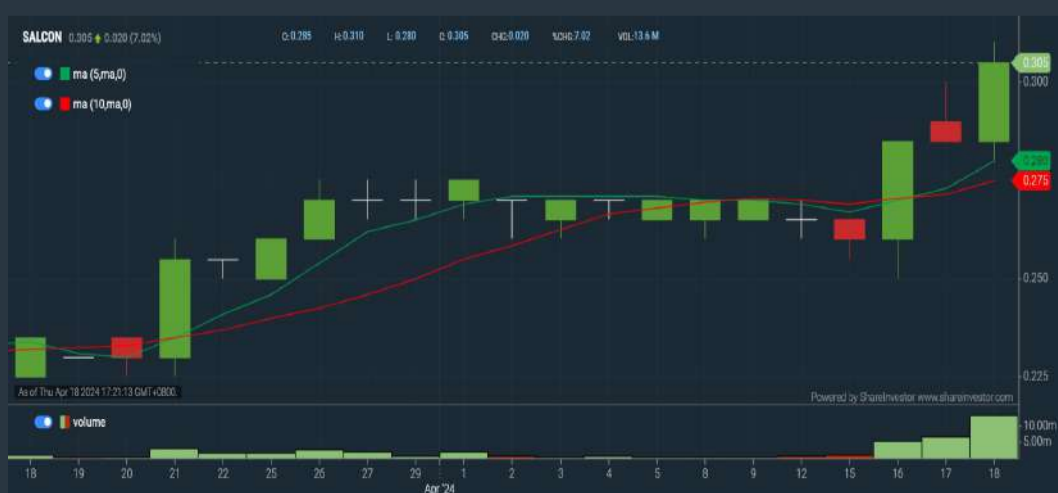 SALCON 0.305 0.020 (7.02%) O: 0.285 H: 0.310 L: 0.280 C: 0.305 CHG: 0.020 %CHG: 7.02 VOL: 13.6 M
ma (5,ma,0)
ma (10,ma,0)
0.305
0.300
0.280
0.275
0.250
0.225
As of Thu Apr 18 2024 17:21:13 GMT+0800.
Powered by ShareInvestor www.shareinvestor.com
volume
10.00m
5.00m
18 19 20 21 22 25 26 27 29 1 2 3 4 5 8 9 12 15 16 17 18
Apr '24